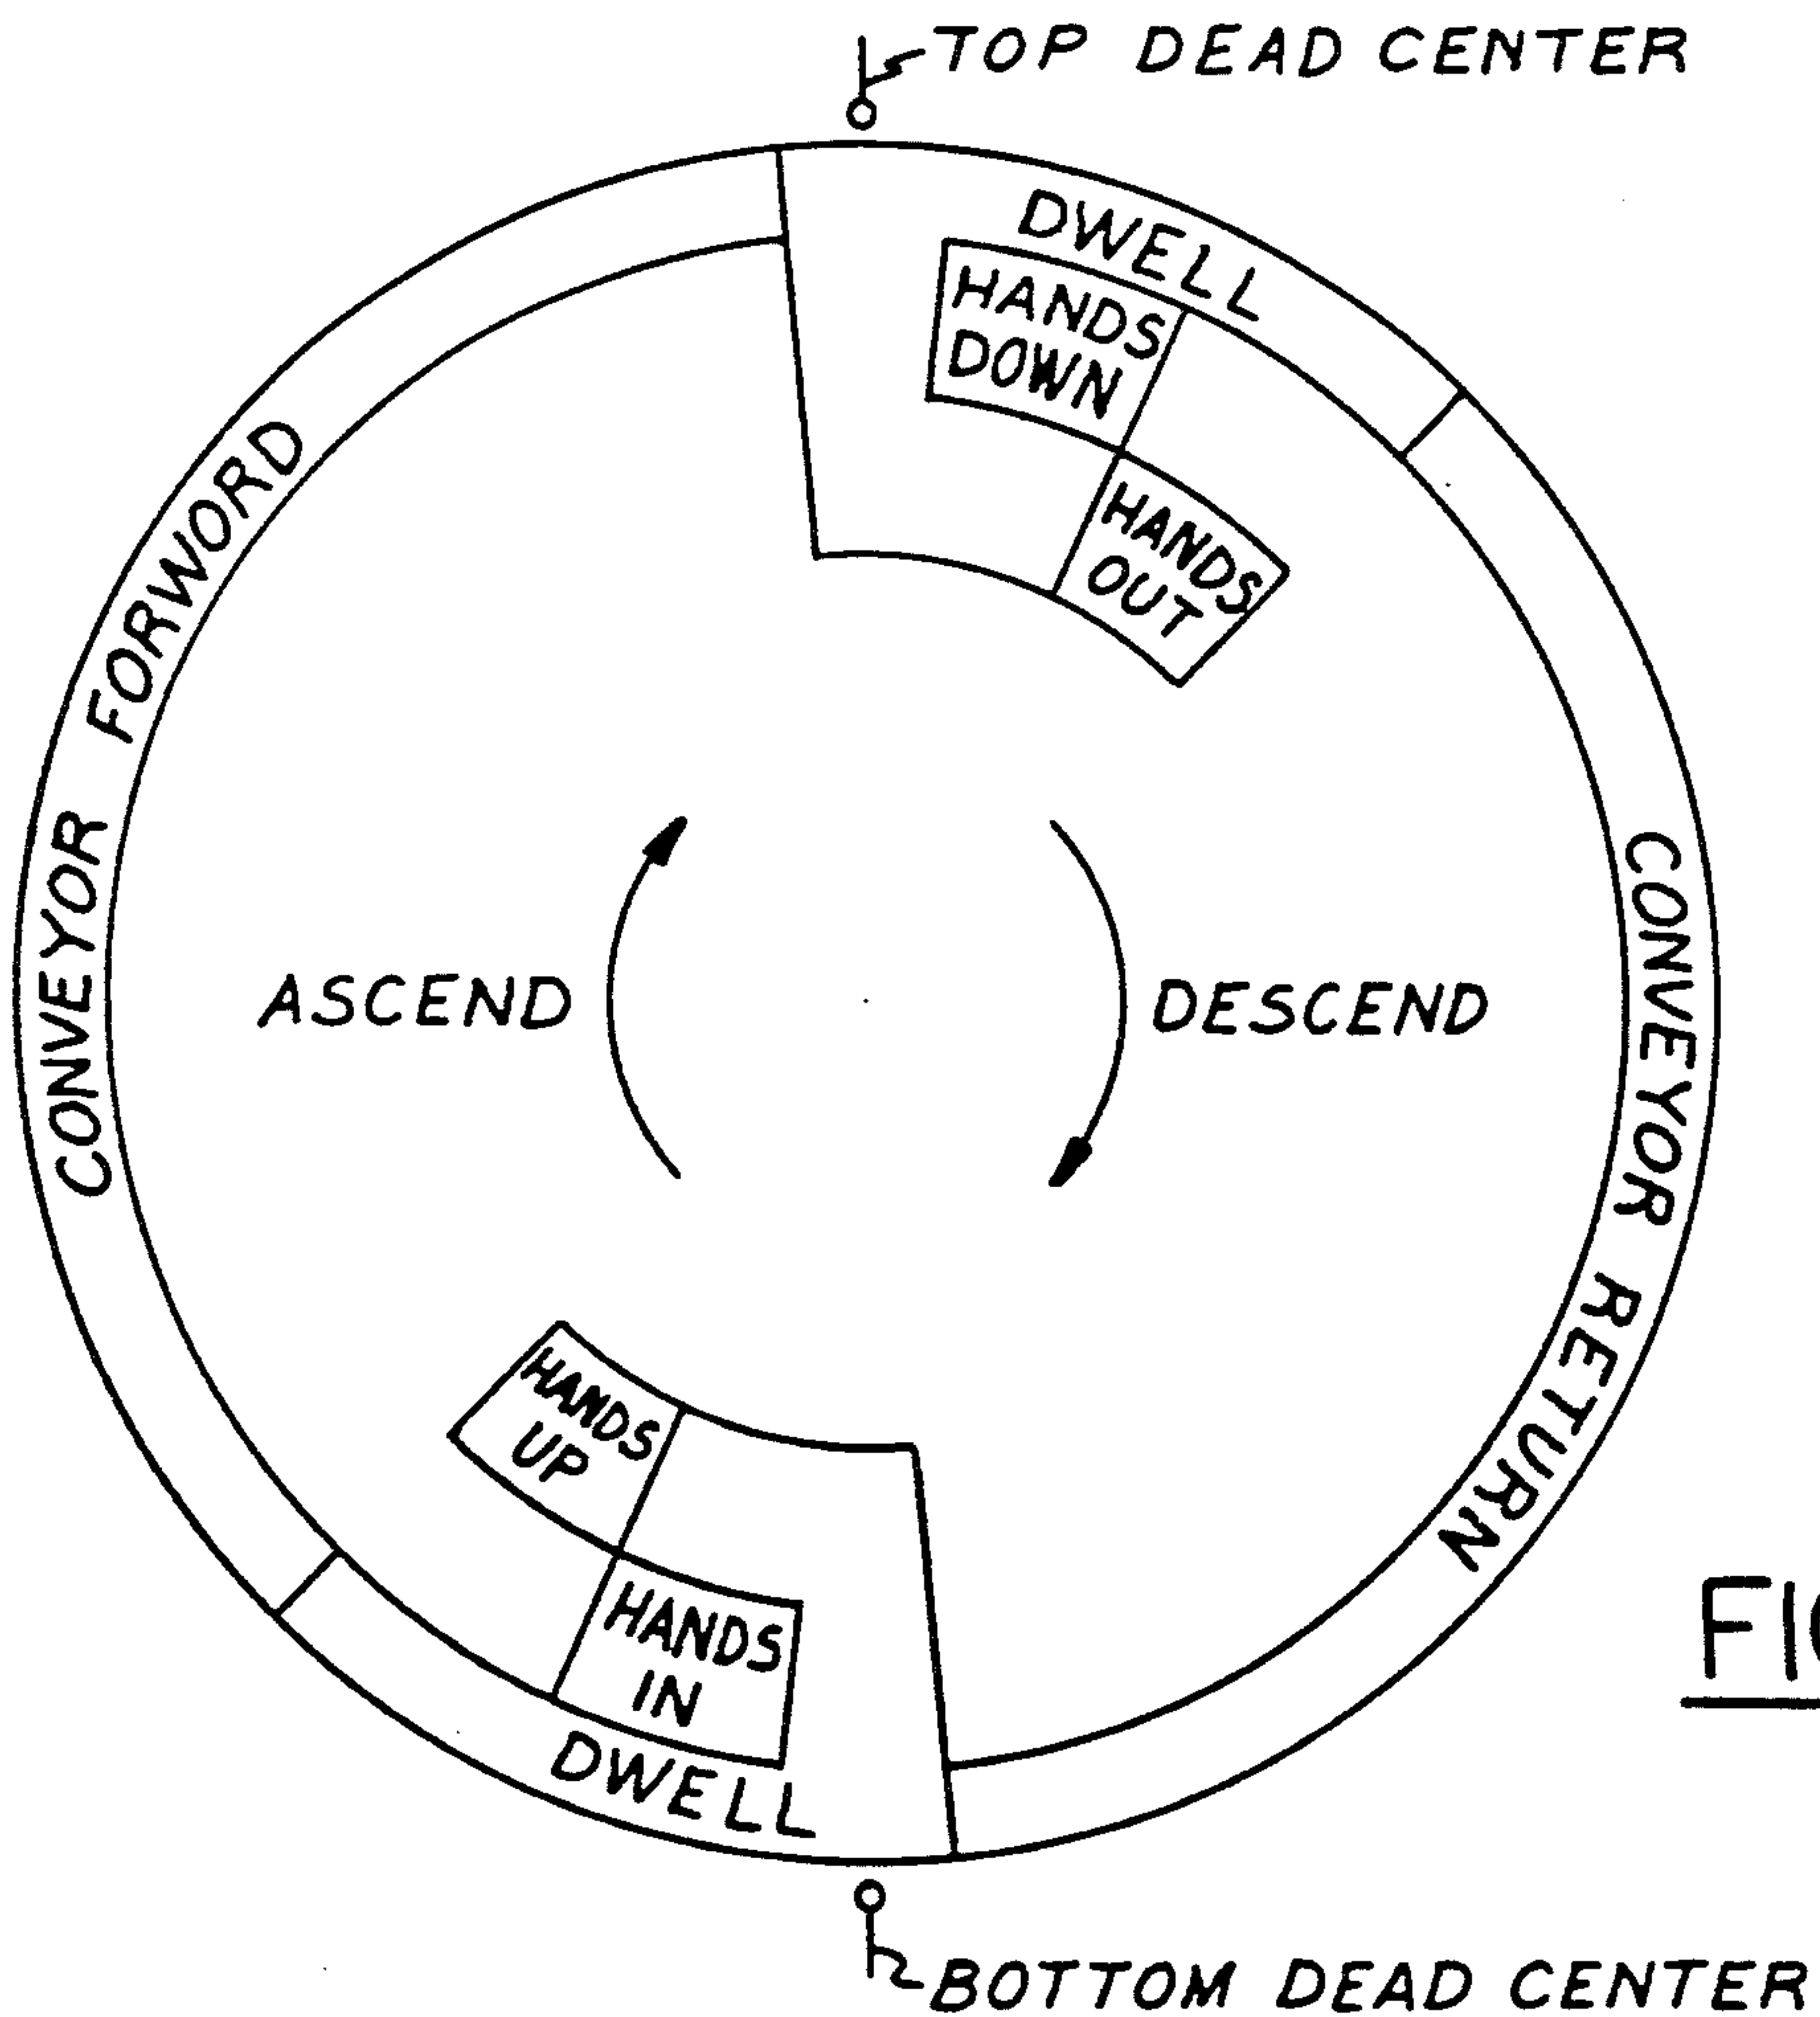 TOP DEAD CENTER
DWELL
HANDS
DOWN
HANDS
OUT
CONVEYOR FORWORD
ASCEND
DESCEND
CONVEYOR RETURN
HANDS
UP
HANDS
IN
DWELL
BOTTOM DEAD CENTER